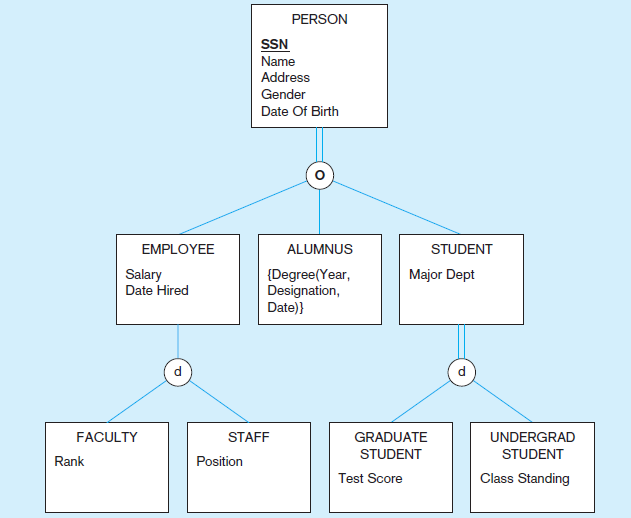 PERSON
SSN
Name
Address
Gender
Date Of Birth
O
EMPLOYEE
Salary
Date Hired
ALUMNUS
{Degree(Year,
Designation,
Date)}
STUDENT
Major Dept
d
d
FACULTY
Rank
STAFF
Position
GRADUATE
STUDENT
Test Score
UNDERGRAD
STUDENT
Class Standing